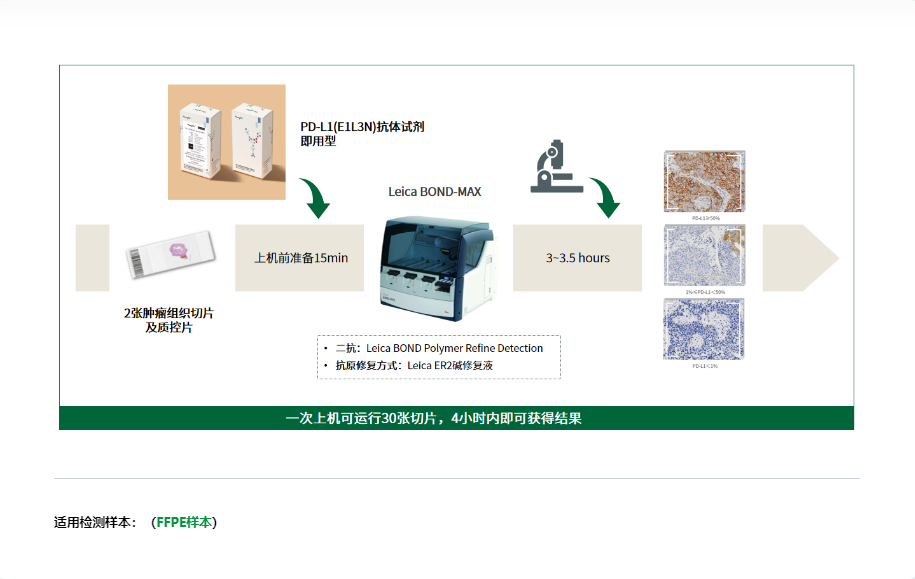 PD-L1(E1L3N)抗体试剂
即用型
Leica BOND-MAX
上机前准备15min
3~3.5 hours
2张肿瘤组织切片
及质控片
PD-L1≥50%
1%≤PD-L1<50%
PD-L1<1%
• 二抗：Leica BOND Polymer Refine Detection
• 抗原修复方式：Leica ER2碱修复液
一次上机可运行30张切片，4小时内即可获得结果
适用检测样本：（FFPE样本）